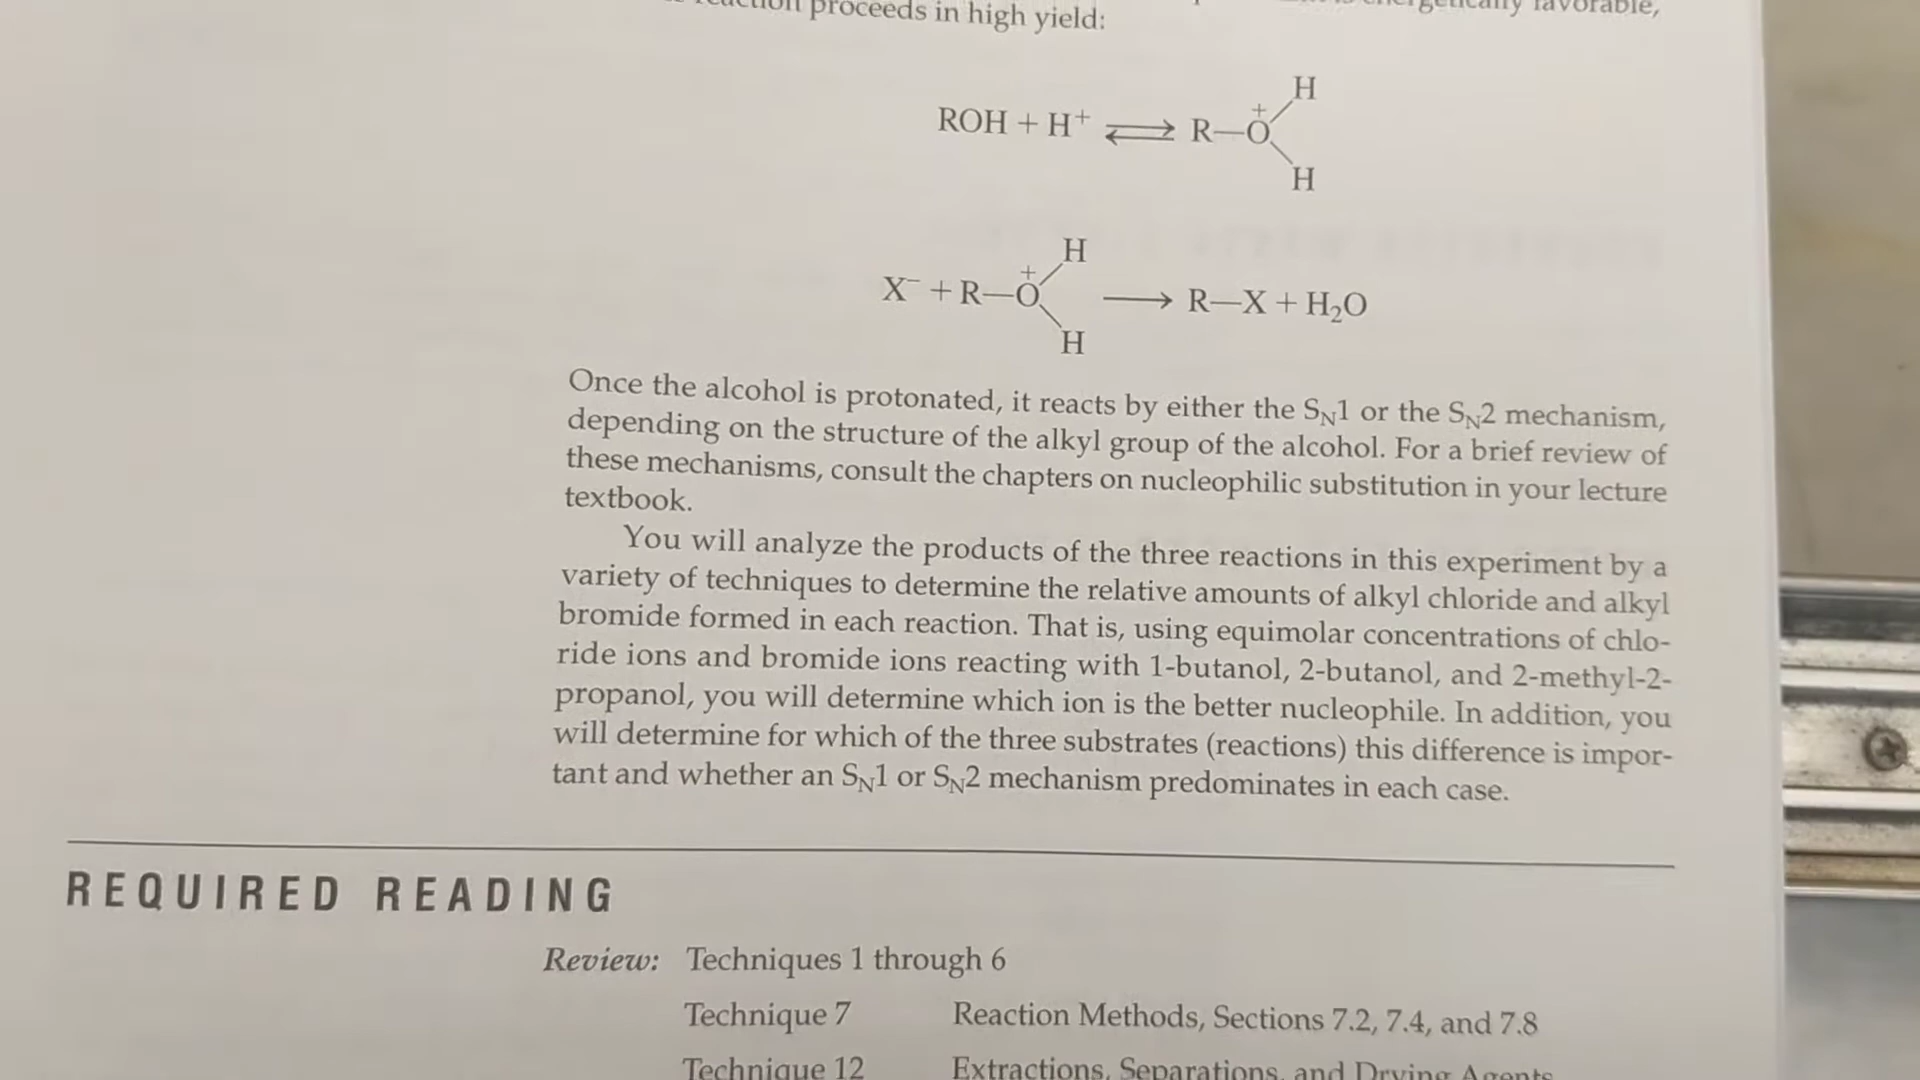 reaction proceeds in high yield: energetically favorable,
H
ROH + H⁺ ⇌ R—O⁺
H
H
X⁻ + R—O⁺ ⟶ R—X + H₂O
H
Once the alcohol is protonated, it reacts by either the S_N1 or the S_N2 mechanism,
depending on the structure of the alkyl group of the alcohol. For a brief review of
these mechanisms, consult the chapters on nucleophilic substitution in your lecture
textbook.
You will analyze the products of the three reactions in this experiment by a
variety of techniques to determine the relative amounts of alkyl chloride and alkyl
bromide formed in each reaction. That is, using equimolar concentrations of chlo-
ride ions and bromide ions reacting with 1-butanol, 2-butanol, and 2-methyl-2-
propanol, you will determine which ion is the better nucleophile. In addition, you
will determine for which of the three substrates (reactions) this difference is impor-
tant and whether an S_N1 or S_N2 mechanism predominates in each case.
REQUIRED READING
Review: Techniques 1 through 6
Technique 7 Reaction Methods, Sections 7.2, 7.4, and 7.8
Technique 12 Extractions, Separations, and Drying Agents